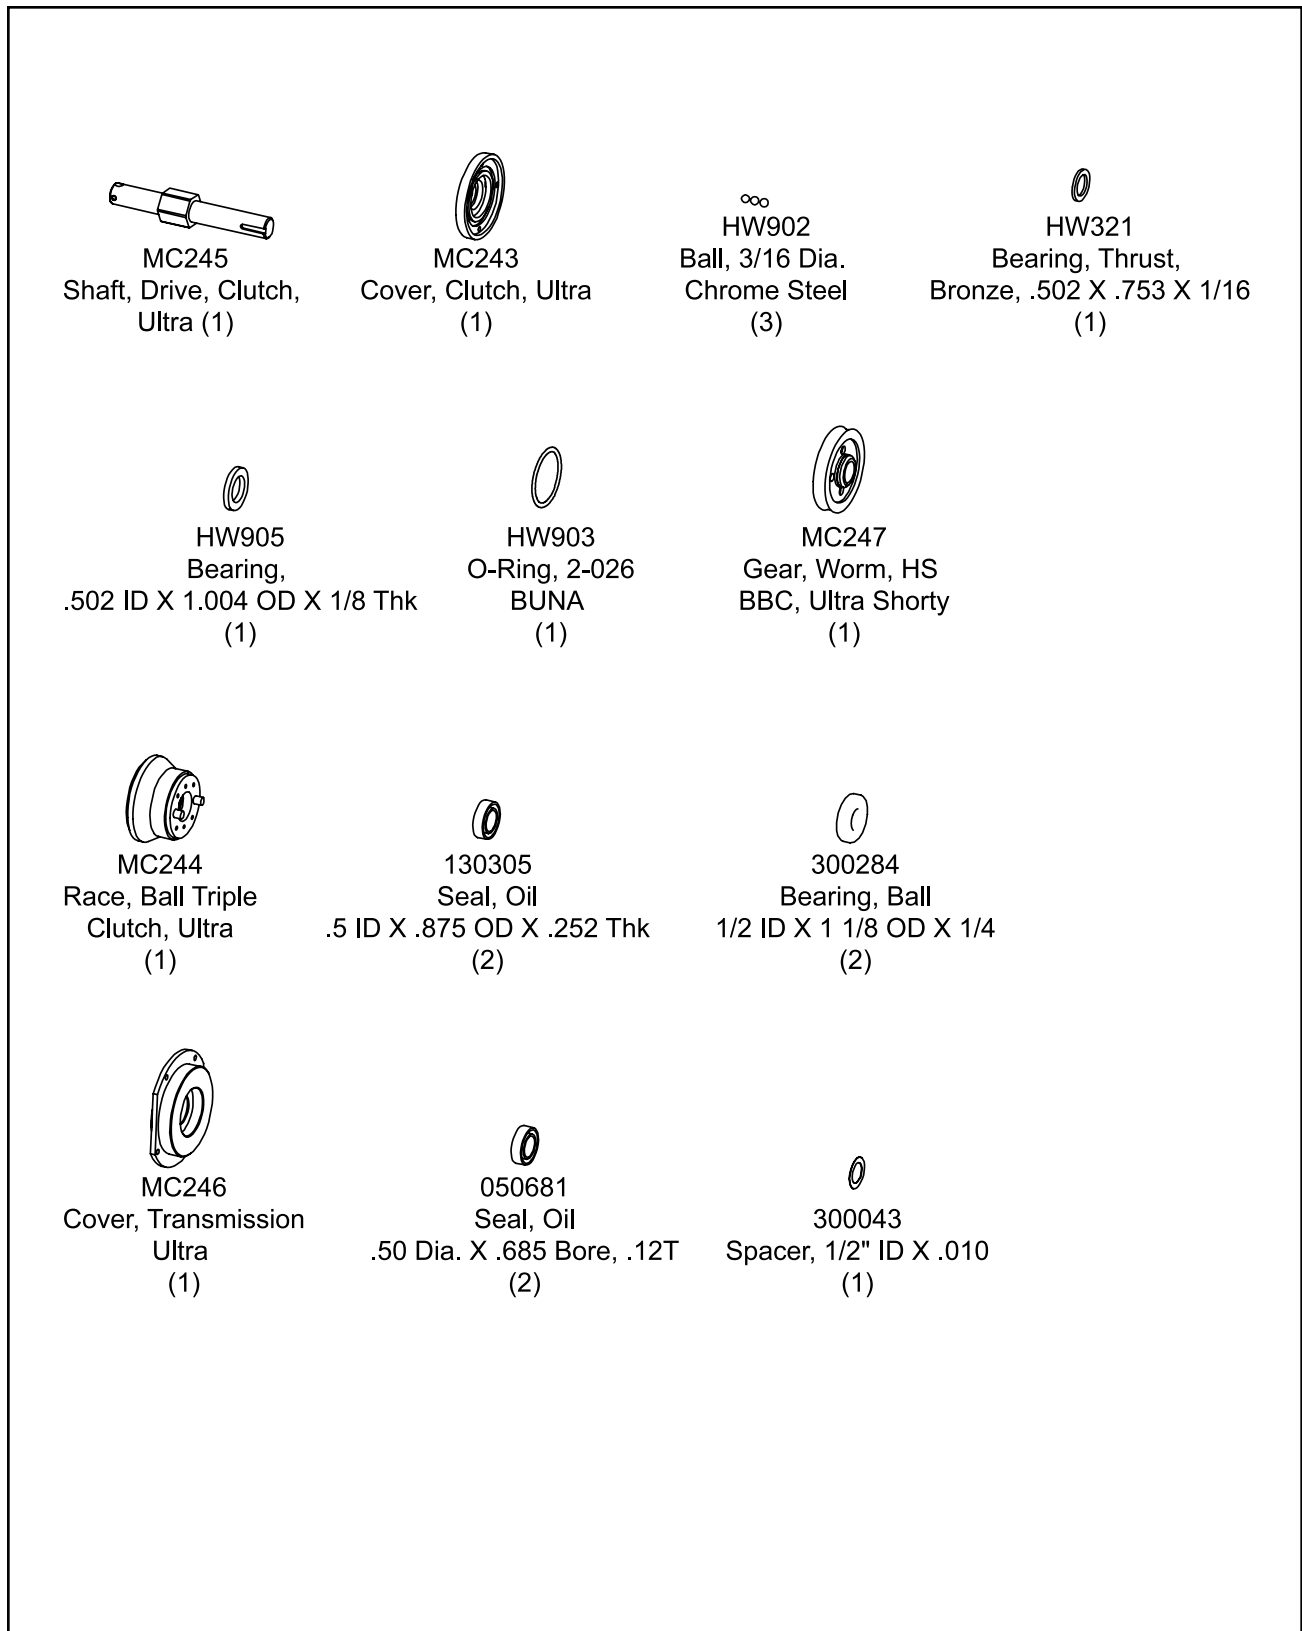 MC245
Shaft, Drive, Clutch,
Ultra (1)
MC243
Cover, Clutch, Ultra
(1)
HW902
Ball, 3/16 Dia.
Chrome Steel
(3)
HW321
Bearing, Thrust,
Bronze, .502 X .753 X 1/16
(1)
HW905
Bearing,
.502 ID X 1.004 OD X 1/8 Thk
(1)
HW903
O-Ring, 2-026
BUNA
(1)
MC247
Gear, Worm, HS
BBC, Ultra Shorty
(1)
MC244
Race, Ball Triple
Clutch, Ultra
(1)
130305
Seal, Oil
.5 ID X .875 OD X .252 Thk
(2)
300284
Bearing, Ball
1/2 ID X 1 1/8 OD X 1/4
(2)
MC246
Cover, Transmission
Ultra
(1)
050681
Seal, Oil
.50 Dia. X .685 Bore, .12T
(2)
300043
Spacer, 1/2" ID X .010
(1)